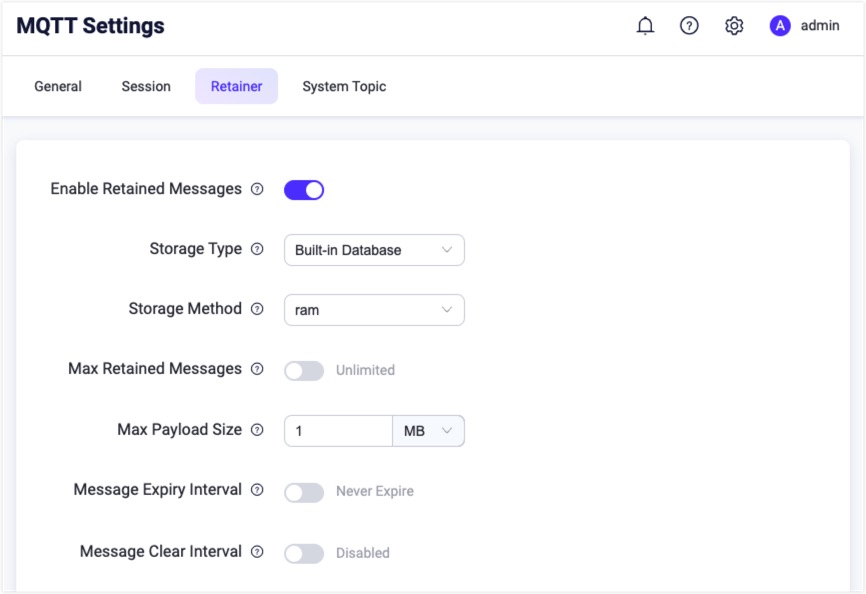 MQTT Settings
A admin
General Session Retainer System Topic
Enable Retained Messages
Storage Type Built-in Database
Storage Method ram
Max Retained Messages Unlimited
Max Payload Size 1 MB
Message Expiry Interval Never Expire
Message Clear Interval Disabled